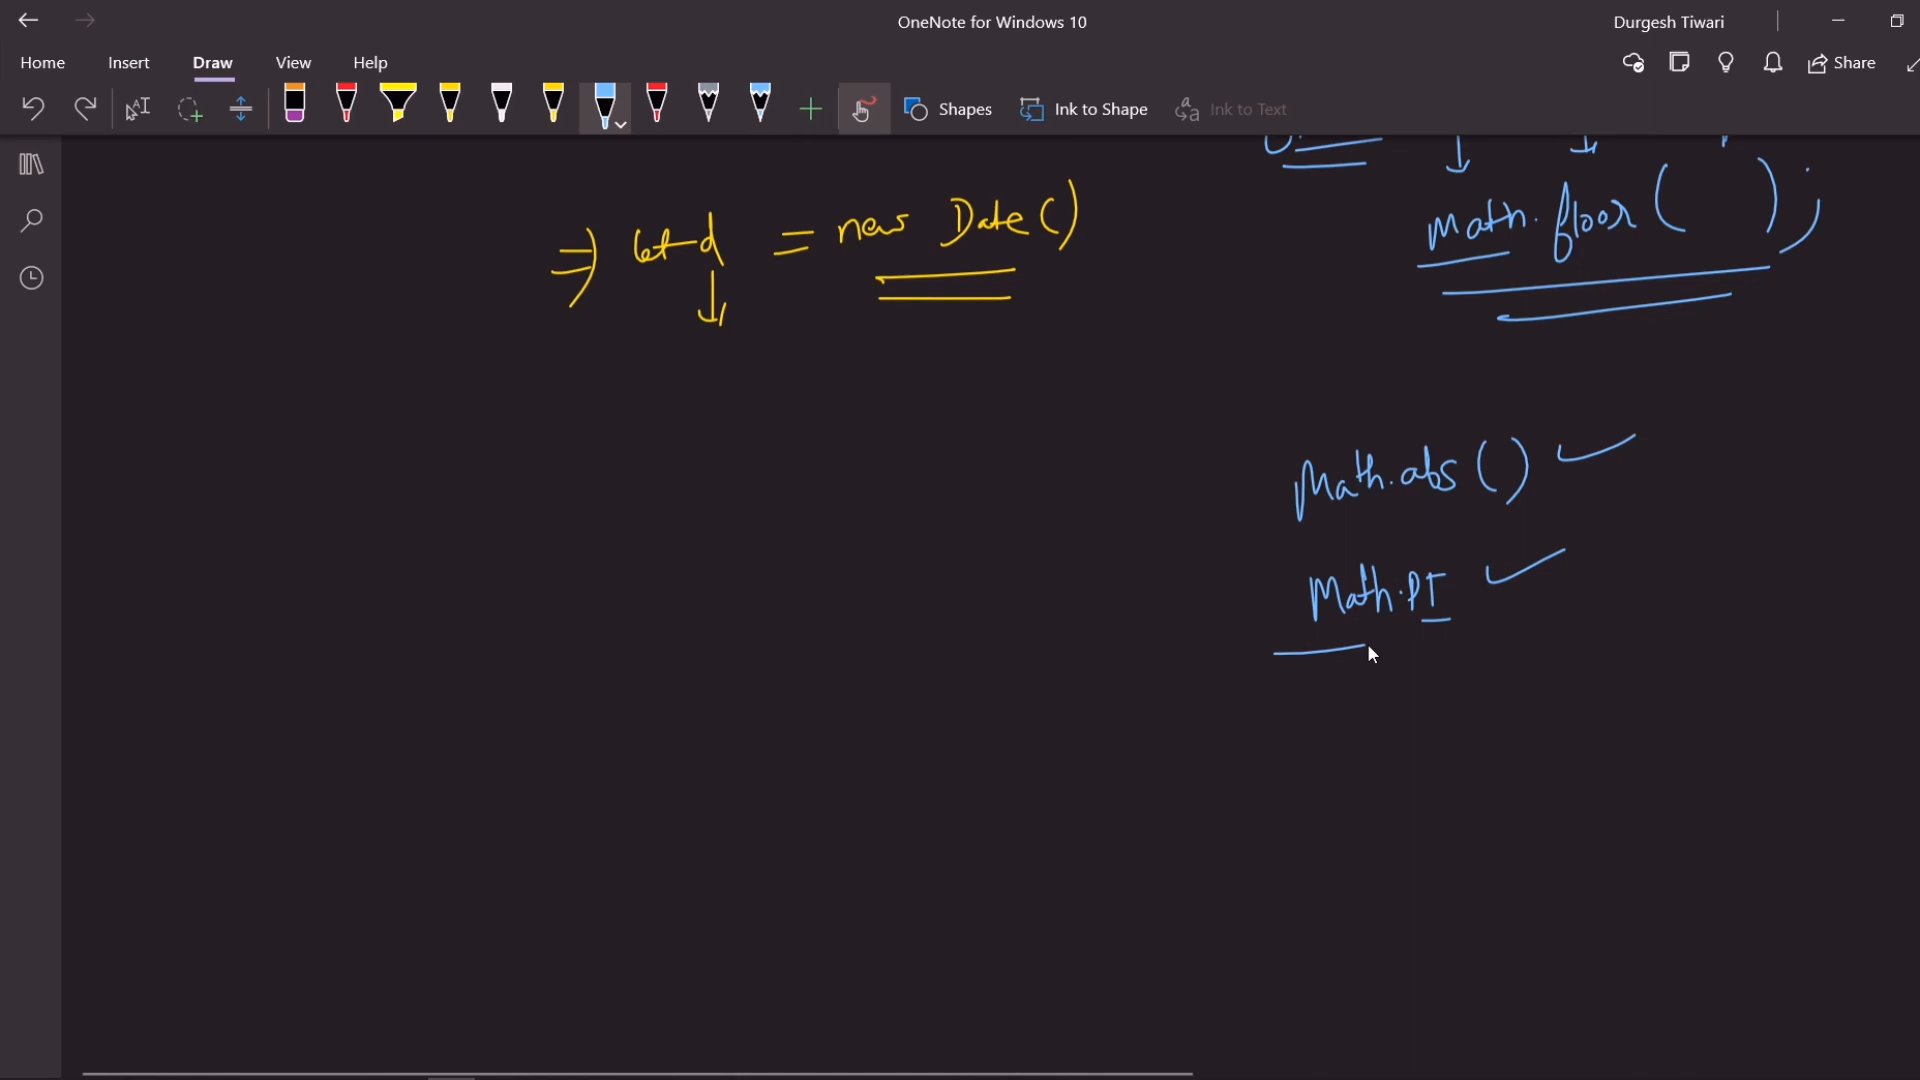 OneNote for Windows 10
Durgesh Tiwari
Home Insert Draw View Help
Share
Shapes
Ink to Shape
Ink to Text
⇒ let d = new Date()
Math.floor( );
Math.abs()
Math.PI